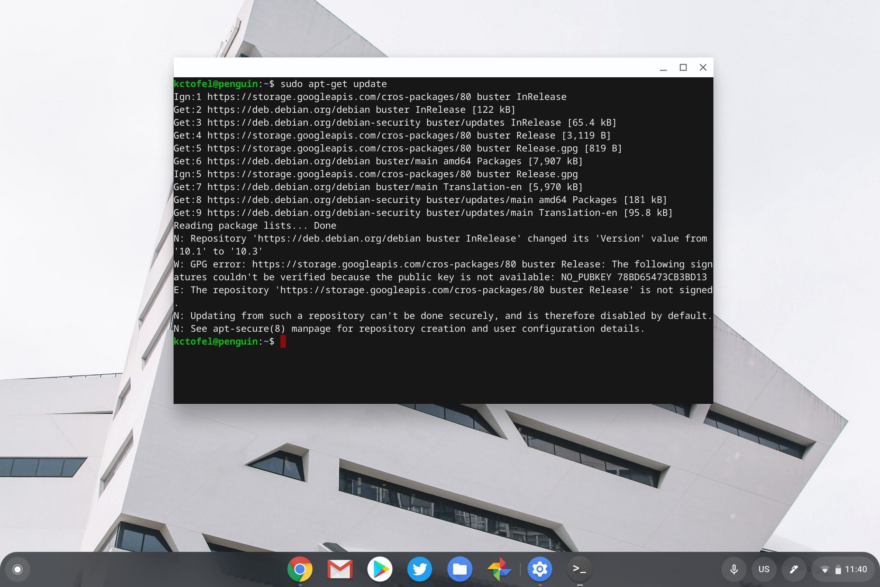 kctofel@penguin:~$ sudo apt-get update
Ign:1 https://storage.googleapis.com/cros-packages/80 buster InRelease
Get:2 https://deb.debian.org/debian buster InRelease [122 kB]
Get:3 https://deb.debian.org/debian-security buster/updates InRelease [65.4 kB]
Get:4 https://storage.googleapis.com/cros-packages/80 buster Release [3,119 B]
Get:5 https://storage.googleapis.com/cros-packages/80 buster Release.gpg [819 B]
Get:6 https://deb.debian.org/debian buster/main amd64 Packages [7,907 kB]
Ign:5 https://storage.googleapis.com/cros-packages/80 buster Release.gpg
Get:7 https://deb.debian.org/debian buster/main Translation-en [5,970 kB]
Get:8 https://deb.debian.org/debian-security buster/updates/main amd64 Packages [181 kB]
Get:9 https://deb.debian.org/debian-security buster/updates/main Translation-en [95.8 kB]
Reading package lists... Done
N: Repository 'https://deb.debian.org/debian buster InRelease' changed its 'Version' value from
'10.1' to '10.3'
W: GPG error: https://storage.googleapis.com/cros-packages/80 buster Release: The following sign
atures couldn't be verified because the public key is not available: NO_PUBKEY 78BD65473CB3BD13
E: The repository 'https://storage.googleapis.com/cros-packages/80 buster Release' is not signed
.
N: Updating from such a repository can't be done securely, and is therefore disabled by default.
N: See apt-secure(8) manpage for repository creation and user configuration details.
kctofel@penguin:~$
>_
US
11:40